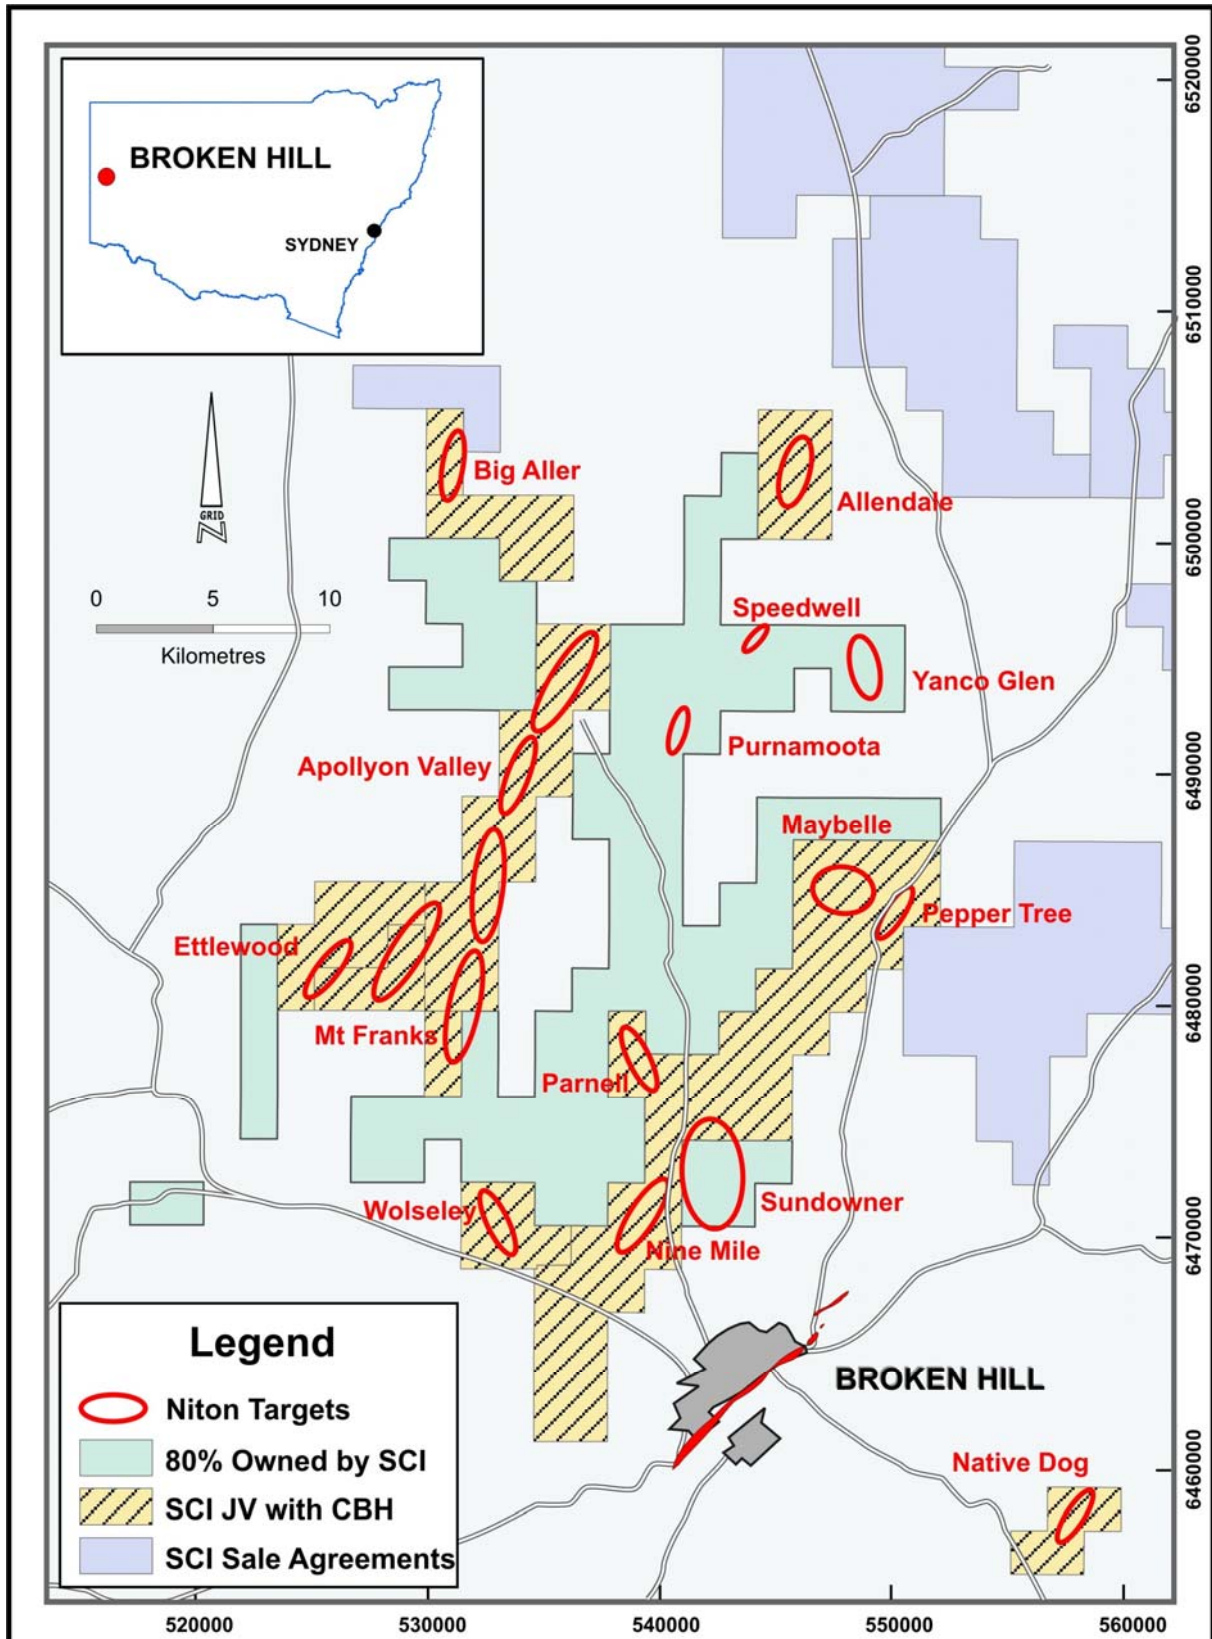 BROKEN HILL
SYDNEY
6520000
6510000
6500000
6490000
6480000
6470000
6460000
GRID
N
0 5 10
Kilometres
Big Aller
Allendale
Speedwell
Yanco Glen
Purnamoota
Apollyon Valley
Maybelle
Pepper Tree
Ettlewood
Mt Franks
Parnell
Wolseley
Sundowner
Nine Mile
BROKEN HILL
Native Dog
Legend
Niton Targets
80% Owned by SCI
SCI JV with CBH
SCI Sale Agreements
520000 530000 540000 550000 560000